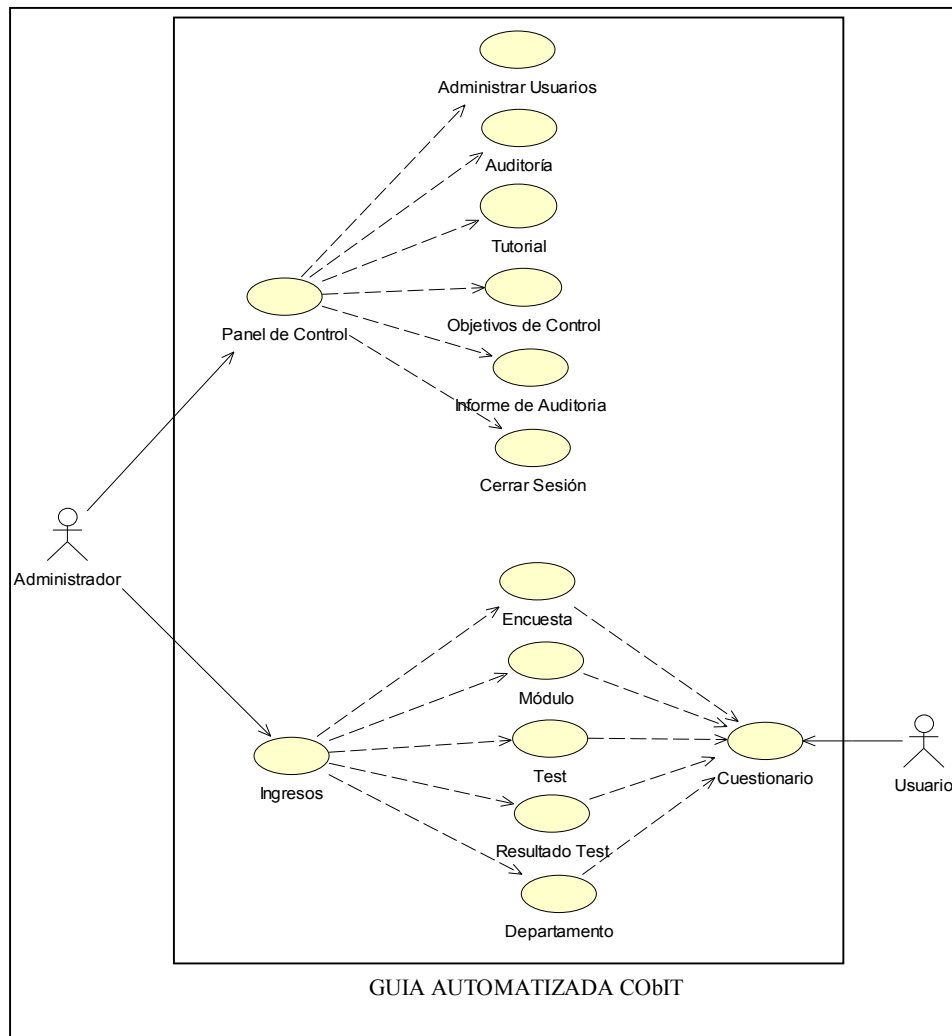 Administrar Usuarios
Auditoría
Tutorial
Objetivos de Control
Panel de Control
Informe de Auditoria
Cerrar Sesión
Administrador
Encuesta
Módulo
Test
Ingresos
Cuestionario
Usuario
Resultado Test
Departamento
GUIA AUTOMATIZADA CObIT